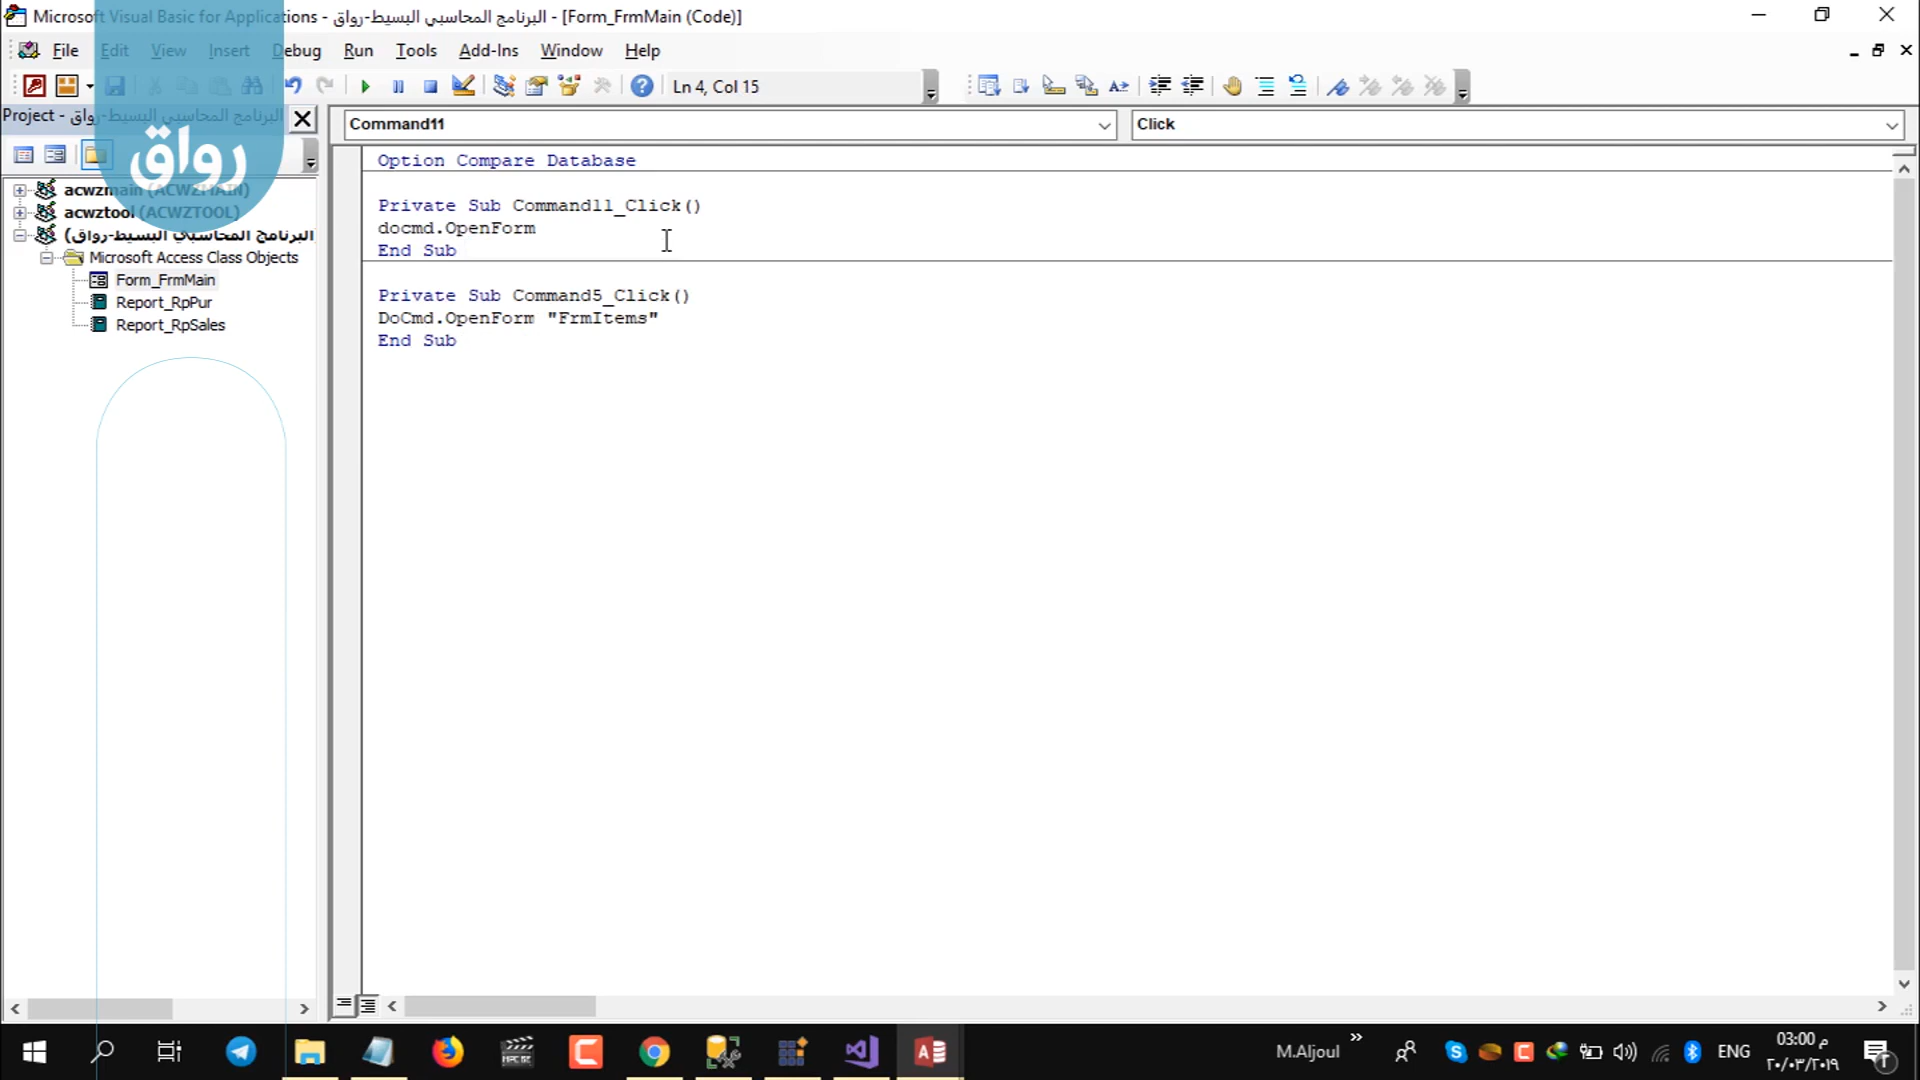 Microsoft Visual Basic for Applications - البرنامج المحاسبي البسيط-رواق - [Form_FrmMain (Code)]
File Edit View Insert Debug Run Tools Add-Ins Window Help
Ln 4, Col 15
Project - البرنامج المحاسبي البسيط-رواق
رواق
Command11
Click
acwzmain (ACWZMAIN)
acwztool (ACWZTOOL)
البرنامج المحاسبي البسيط-رواق)
Microsoft Access Class Objects
Form_FrmMain
Report_RpPur
Report_RpSales
Option Compare Database
Private Sub Command11_Click()
docmd.OpenForm
End Sub
Private Sub Command5_Click()
DoCmd.OpenForm "FrmItems"
End Sub
M.Aljoul
ENG
03:00 م
٢٠/٠٣/٢٠١٩